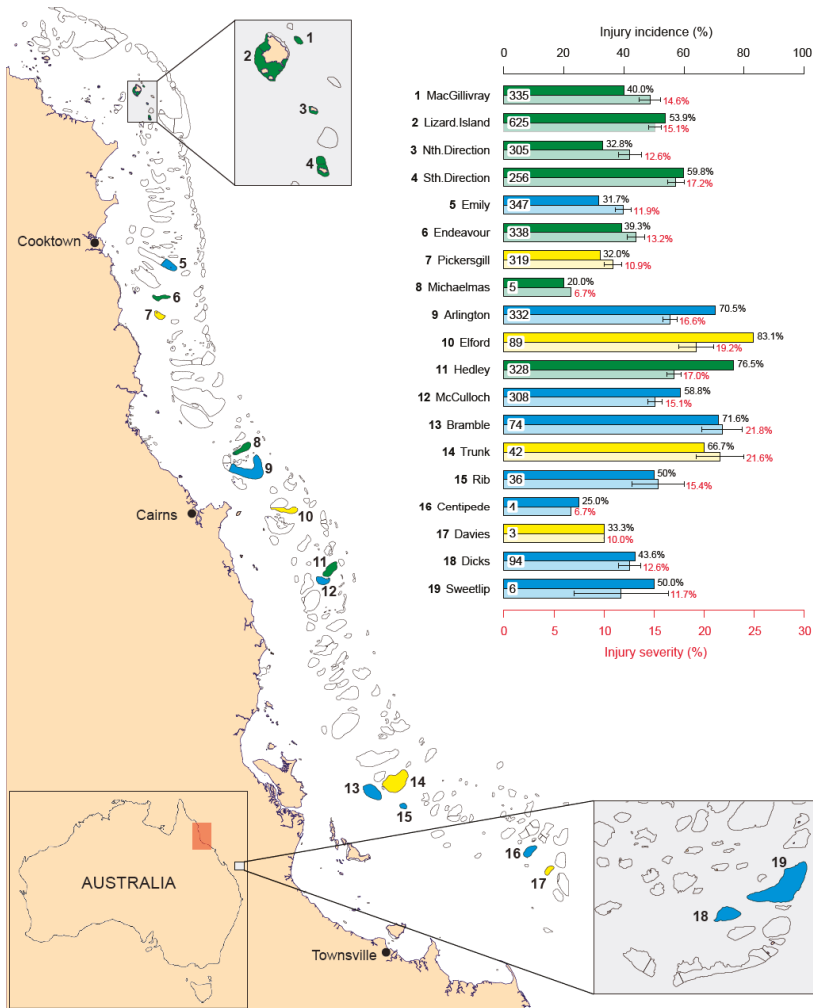 Injury incidence (%)
0 20 40 60 80 100
1 MacGillivray 335 40.0% 14.6%
2 Lizard.Island 625 53.9% 15.1%
3 Nth.Direction 305 32.8% 12.6%
4 Sth.Direction 256 59.8% 17.2%
5 Emily 347 31.7% 11.9%
6 Endeavour 338 39.3% 13.2%
7 Pickersgill 319 32.0% 10.9%
8 Michaelmas 5 20.0% 6.7%
9 Arlington 332 70.5% 16.6%
10 Elford 89 83.1% 19.2%
11 Hedley 328 76.5% 17.0%
12 McCulloch 308 58.8% 15.1%
13 Bramble 74 71.6% 21.8%
14 Trunk 42 66.7% 21.6%
15 Rib 36 50% 15.4%
16 Centipede 4 25.0% 6.7%
17 Davies 3 33.3% 10.0%
18 Dicks 94 43.6% 12.6%
19 Sweetlip 6 50.0% 11.7%
0 5 10 15 20 25 30
Injury severity (%)
1
2
3
4
Cooktown
5
6
7
8
9
10
Cairns
11
12
13
14
15
16
17
19
18
AUSTRALIA
Townsville